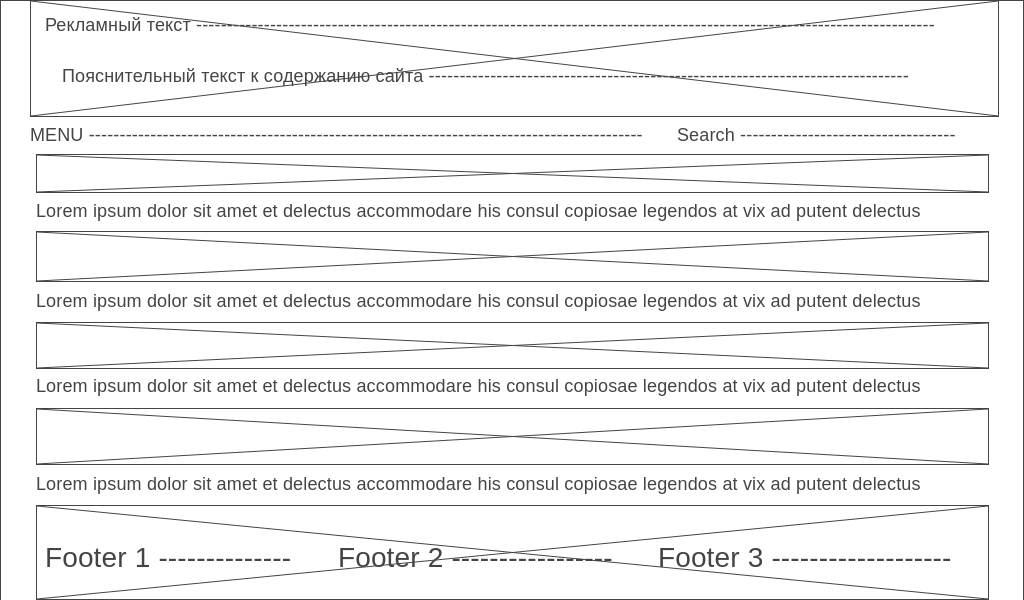 Рекламный текст --------------------------------------------------------------------------------------------------------------------------
Пояснительный текст к содержанию сайта --------------------------------------------------------------------------------
MENU -------------------------------------------------------------------------------------------- Search ------------------------------------
Lorem ipsum dolor sit amet et delectus accommodare his consul copiosae legendos at vix ad putent delectus
Lorem ipsum dolor sit amet et delectus accommodare his consul copiosae legendos at vix ad putent delectus
Lorem ipsum dolor sit amet et delectus accommodare his consul copiosae legendos at vix ad putent delectus
Lorem ipsum dolor sit amet et delectus accommodare his consul copiosae legendos at vix ad putent delectus
Footer 1 -------------- Footer 2 ----------------- Footer 3 -------------------